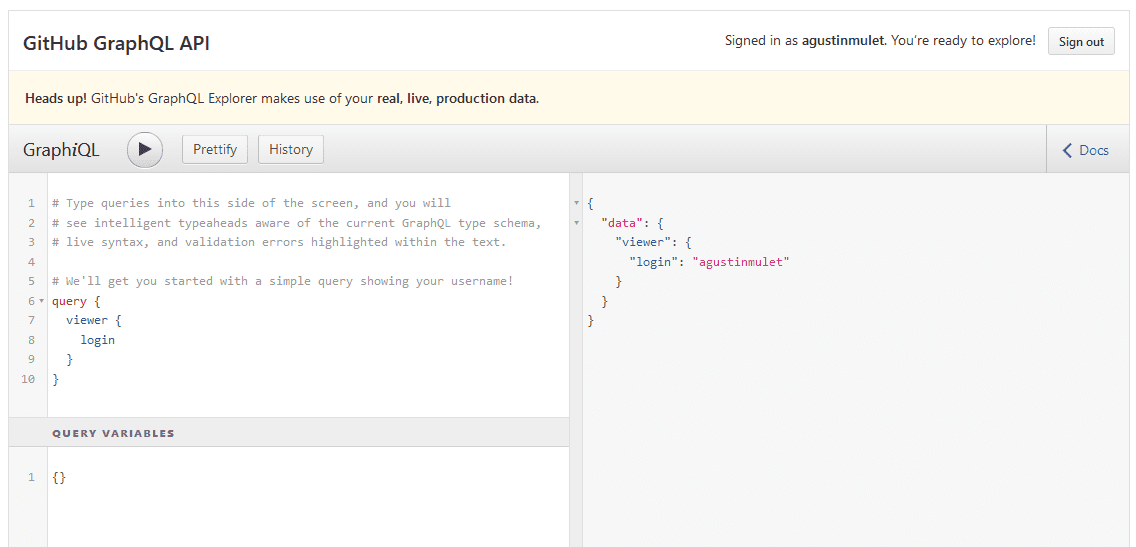 GitHub GraphQL API
Signed in as agustinmulet. You're ready to explore!
Sign out
Heads up! GitHub's GraphQL Explorer makes use of your real, live, production data.
GraphiQL
Prettify
History
Docs
1 # Type queries into this side of the screen, and you will
2 # see intelligent typeaheads aware of the current GraphQL type schema,
3 # live syntax, and validation errors highlighted within the text.
4
5 # We'll get you started with a simple query showing your username!
6 query {
7 viewer {
8 login
9 }
10 }
QUERY VARIABLES
1 {}
{
"data": {
"viewer": {
"login": "agustinmulet"
}
}
}